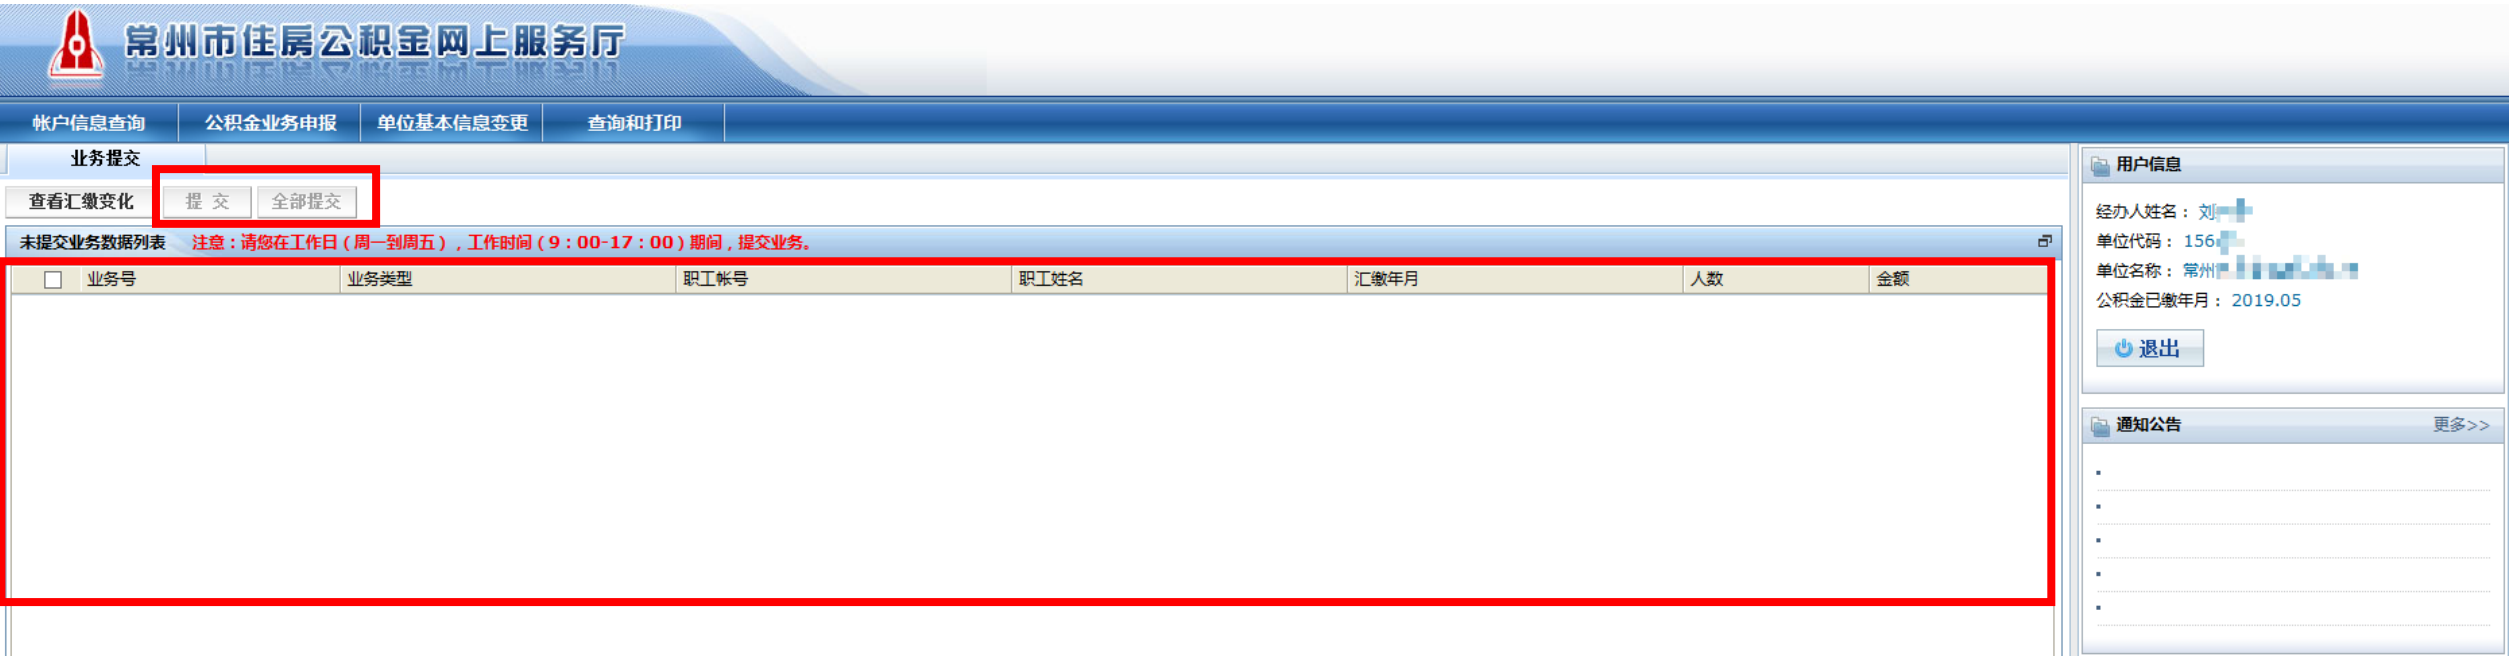 常州市住房公积金网上服务厅
帐户信息查询 公积金业务申报 单位基本信息变更 查询和打印
业务提交
查看汇缴变化 提 交 全部提交
未提交业务数据列表 注意：请您在工作日（周一到周五），工作时间（9：00-17：00）期间，提交业务。
业务号 业务类型 职工帐号 职工姓名 汇缴年月 人数 金额
用户信息
经办人姓名： 刘
单位代码： 156
单位名称： 常州
公积金已缴年月： 2019.05
退出
通知公告 更多>>